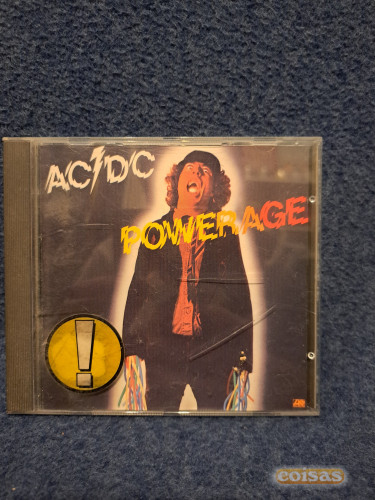 AC/DC
POWERAGE
!
coisas